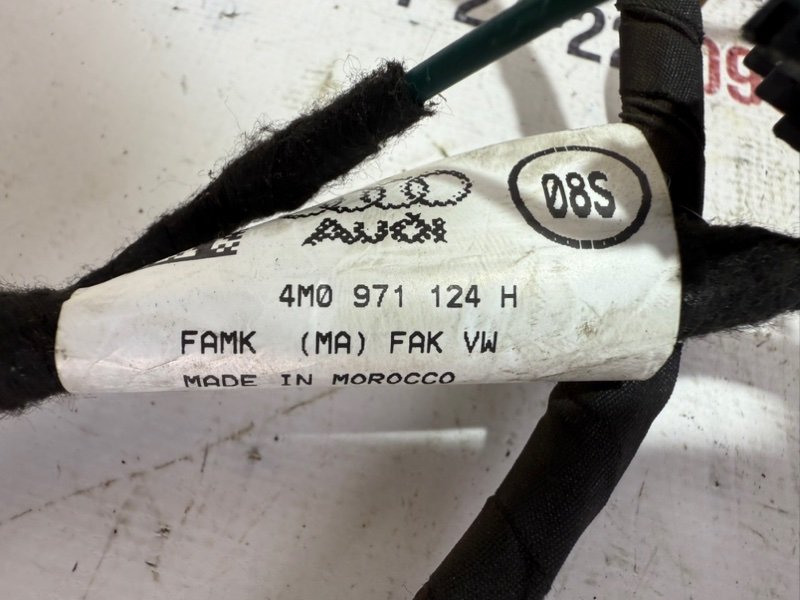 08S
AUDI
4M0 971 124 H
FAMK (MA) FAK VW
MADE IN MOROCCO